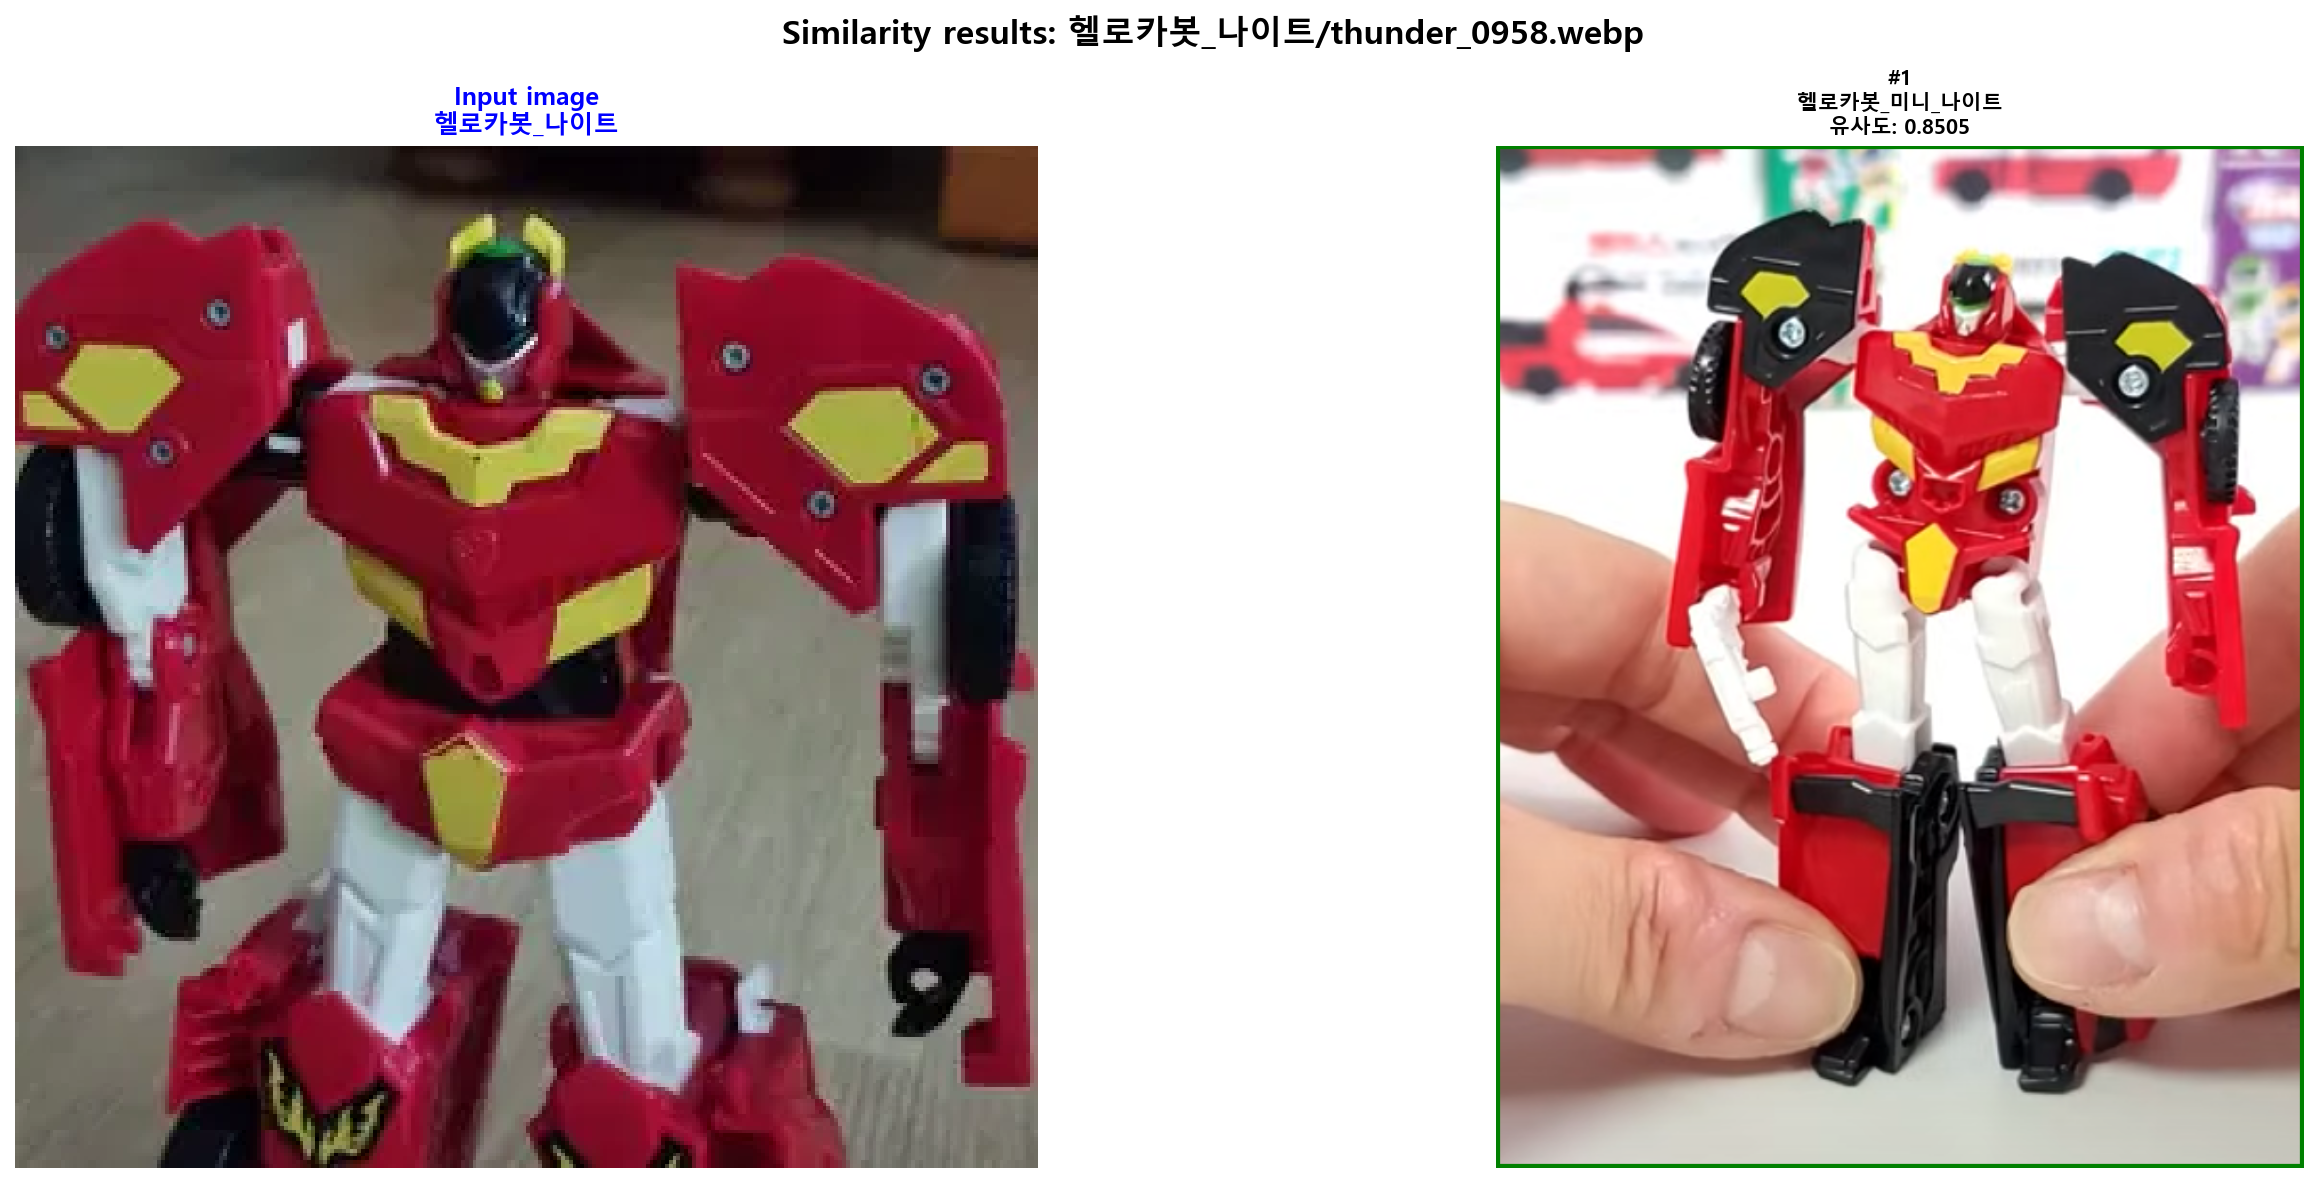 Similarity results: 헬로카봇_나이트/thunder_0958.webp
Input image
헬로카봇_나이트
#1
헬로카봇_미니_나이트
유사도: 0.8505